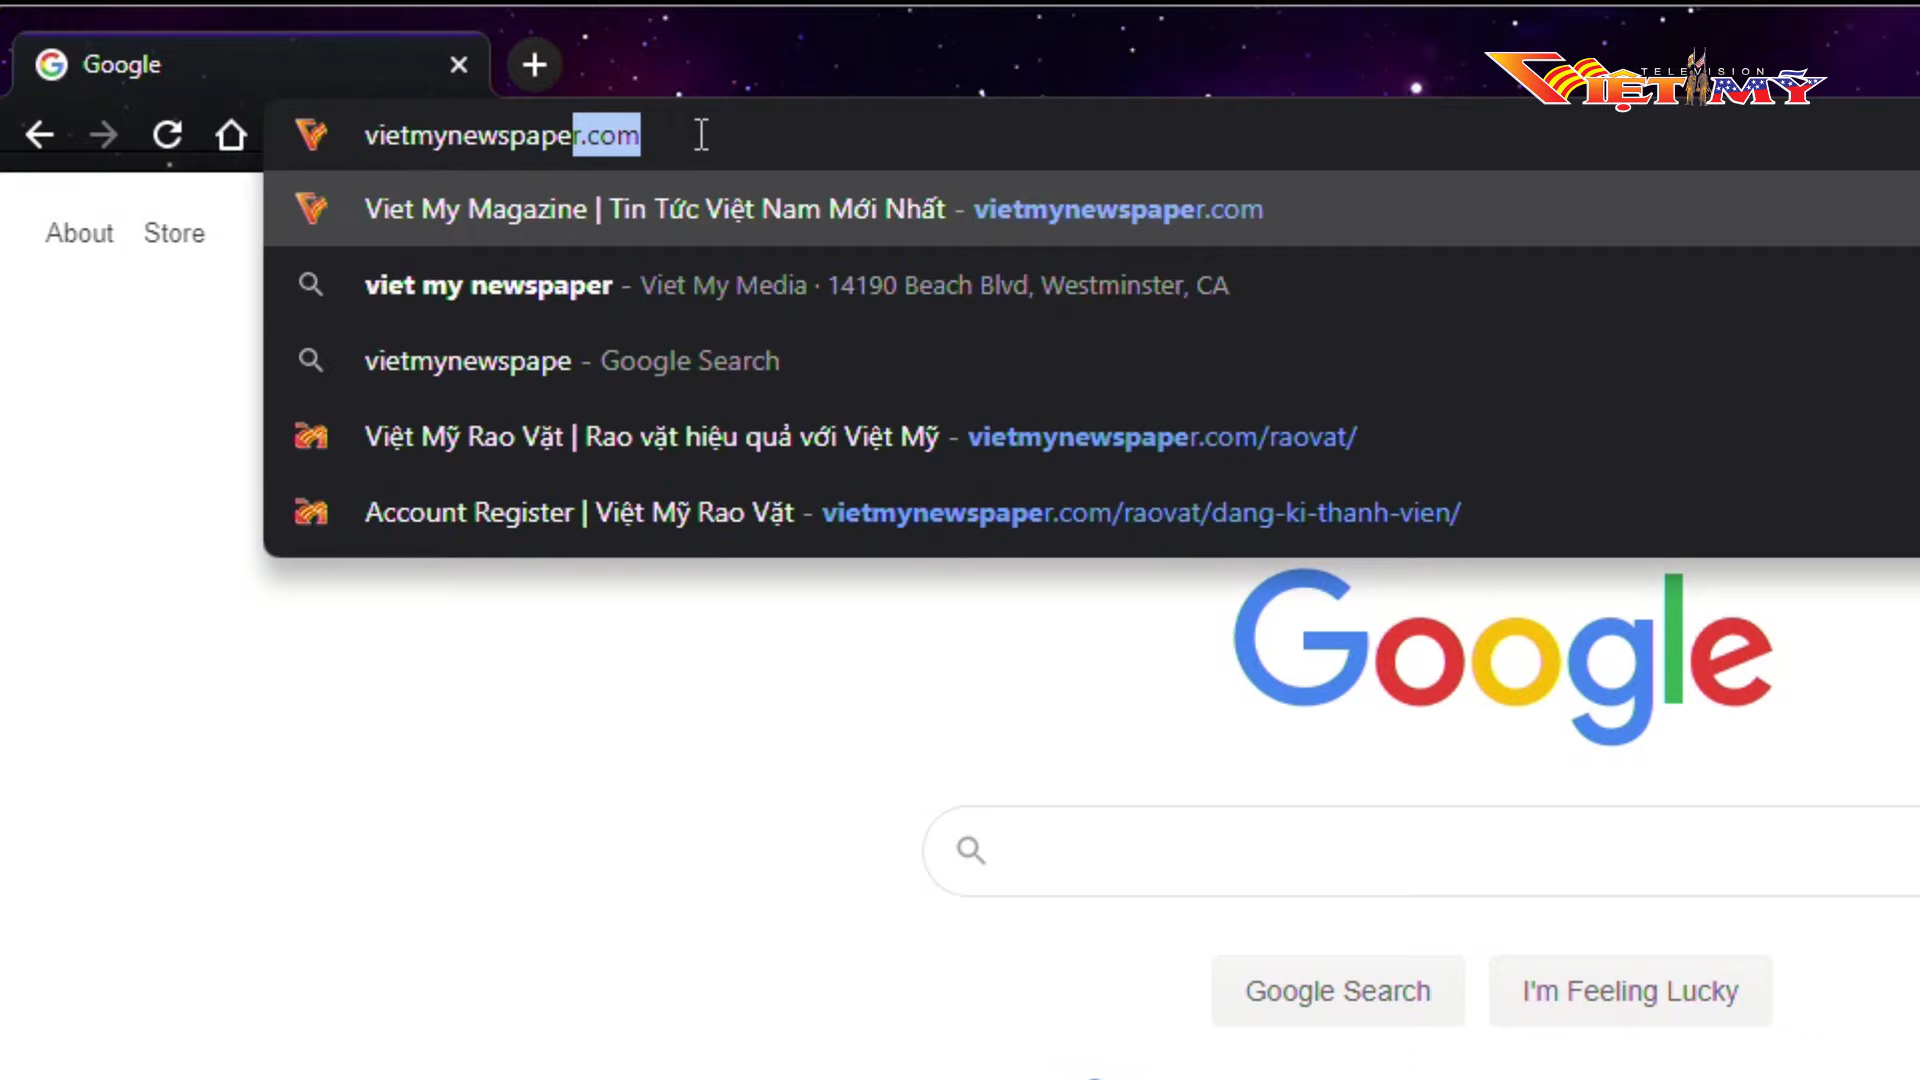 Google
TELEVISION
VIỆT MỸ
vietmynewspaper.com
Viet My Magazine | Tin Tức Việt Nam Mới Nhất - vietmynewspaper.com
About Store
viet my newspaper - Viet My Media · 14190 Beach Blvd, Westminster, CA
vietmynewspape - Google Search
Việt Mỹ Rao Vặt | Rao vặt hiệu quả với Việt Mỹ - vietmynewspaper.com/raovat/
Account Register | Việt Mỹ Rao Vặt - vietmynewspaper.com/raovat/dang-ki-thanh-vien/
Google
Google Search I'm Feeling Lucky